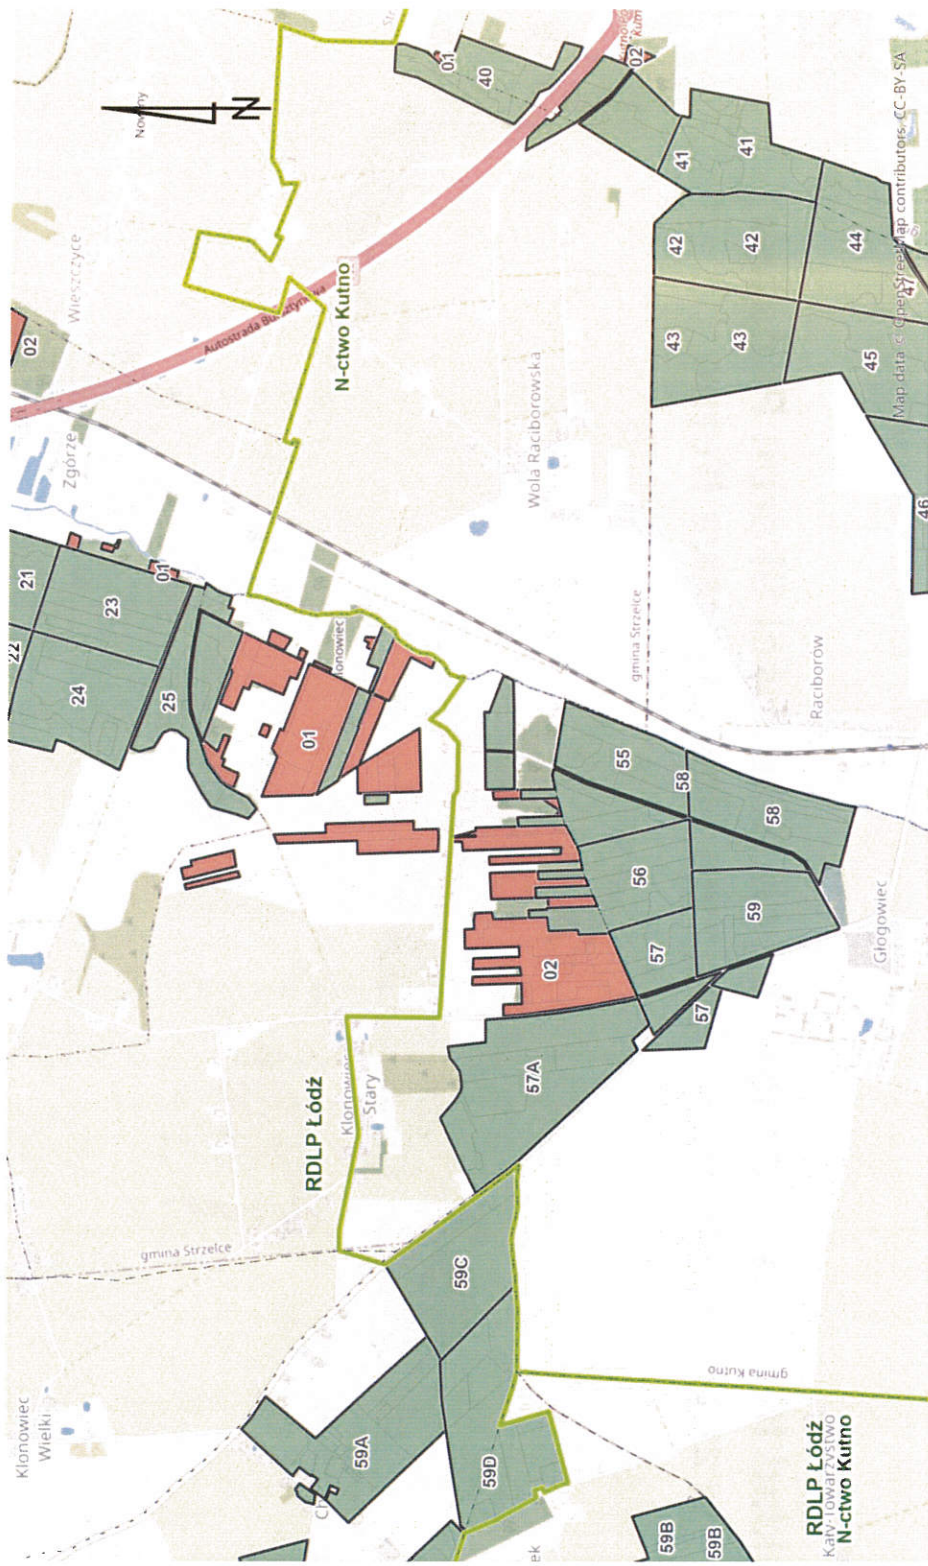 Klonowiec
Wielki
gmina Strzelce
RDLP Łódź
Klonowiec
Stary
24
22
21
23
01
25
Zgórze
02
Wieszczyce
Nowiny
N
Autostrada Bursztynowa
N-ctwo Kutno
01
01
40
02
59A
59C
59D
57A
02
57
57
56
55
58
58
59
Wola Raciborowska
gmina Strzelce
Raciborów
43
42
41
43
42
41
45
44
46
47
59B
59B
RDLP Łódź
Kary-Towarzystwo
N-ctwo Kutno
gmina Kutno
Głogowiec
Map data © OpenStreetMap contributors, CC-BY-SA